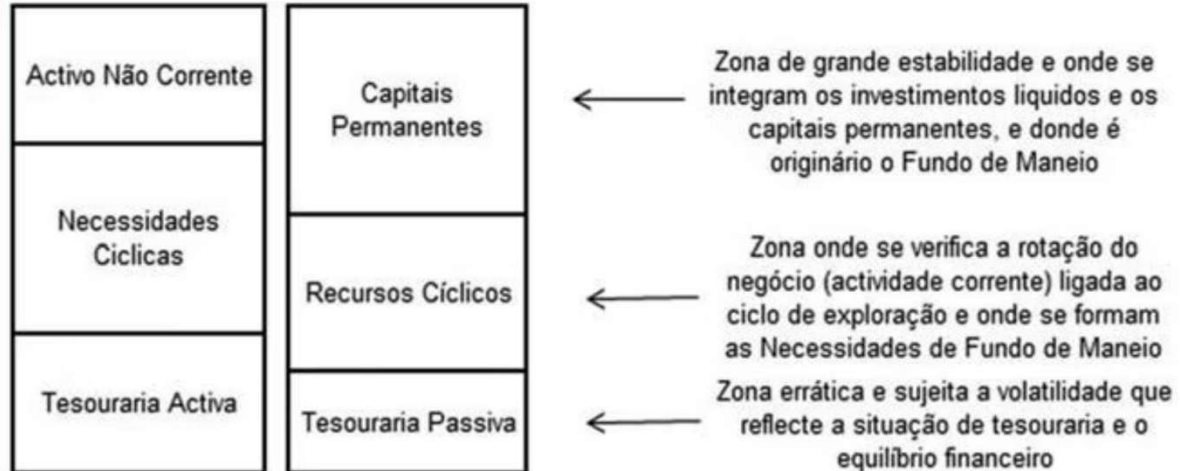 Activo Não Corrente
Necessidades
Ciclicas
Tesouraria Activa
Capitais
Permanentes
Recursos Cíclicos
Tesouraria Passiva
Zona de grande estabilidade e onde se
integram os investimentos liquidos e os
capitais permanentes, e donde é
originário o Fundo de Maneio
Zona onde se verifica a rotação do
negócio (actividade corrente) ligada ao
ciclo de exploração e onde se formam
as Necessidades de Fundo de Maneio
Zona errática e sujeita a volatilidade que
reflecte a situação de tesouraria e o
equilíbrio financeiro